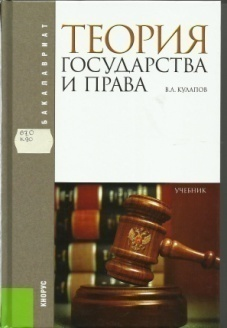 БАКАЛАВРИАТ
ТЕОРИЯ
ГОСУДАРСТВА
И ПРАВА
В.Л. КУЛАПОВ
УЧЕБНИК
КНОРУС